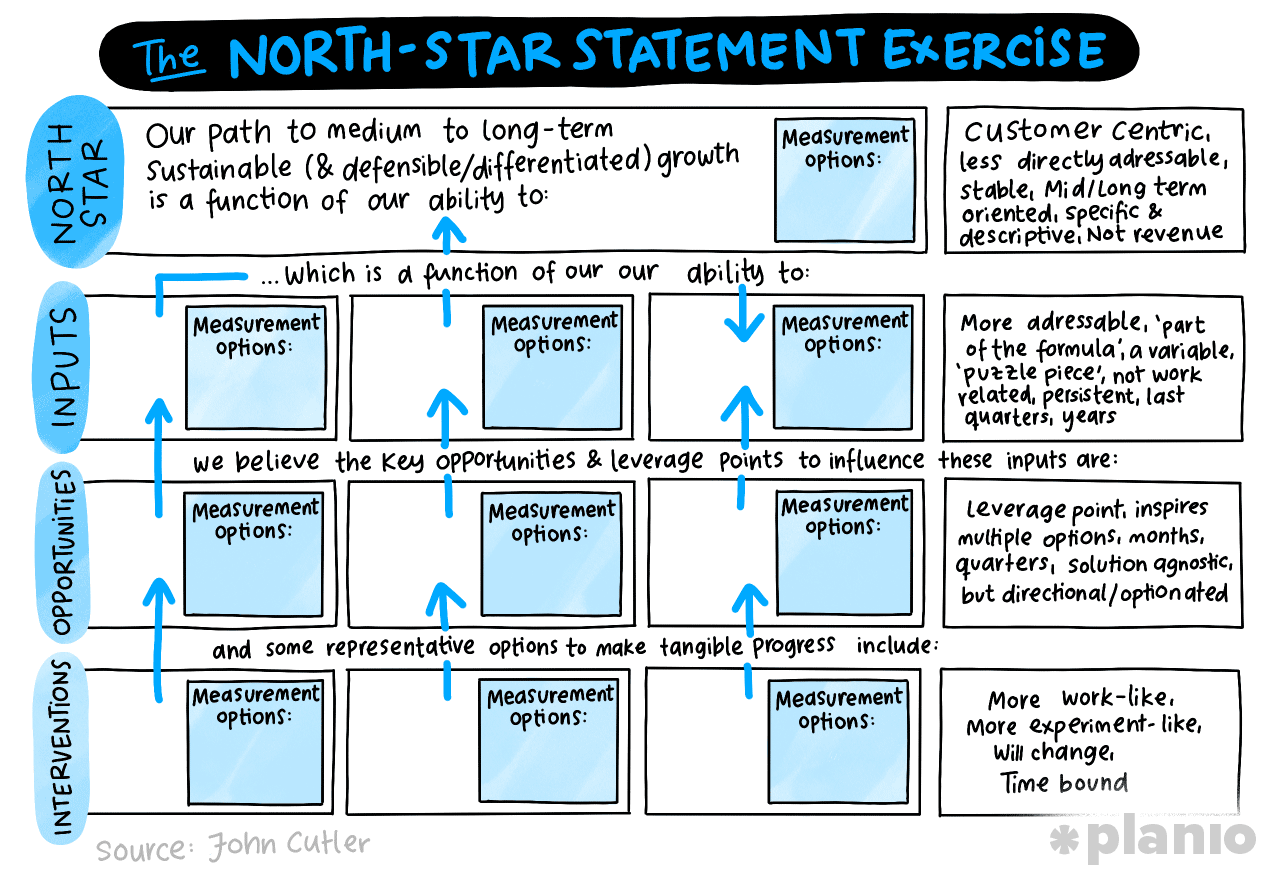 The NORTH-STAR STATEMENT EXERCISE
NORTH
STAR
Our path to medium to long-term
Sustainable (& defensible/differentiated) growth
is a function of our ability to:
Measurement
options:
Customer Centric,
less directly adressable,
stable, Mid/Long term
oriented, specific &
descriptive, Not revenue
...Which is a function of our our ability to:
INPUTS
Measurement
options:
Measurement
options:
Measurement
options:
More adressable, 'part
of the formula', a variable,
'puzzle piece', not work
related, persistent, last
quarters, years
We believe the Key opportunities & leverage points to influence these inputs are:
OPPORTUNITIES
Measurement
options:
Measurement
options:
Measurement
options:
Leverage point, inspires
multiple options, months,
quarters, solution agnostic,
but directional/optionated
and some representative options to make tangible progress include:
INTERVENTIONS
Measurement
options:
Measurement
options:
Measurement
options:
More work-like,
More experiment-like,
Will change,
Time bound
Source: John Cutler
planio